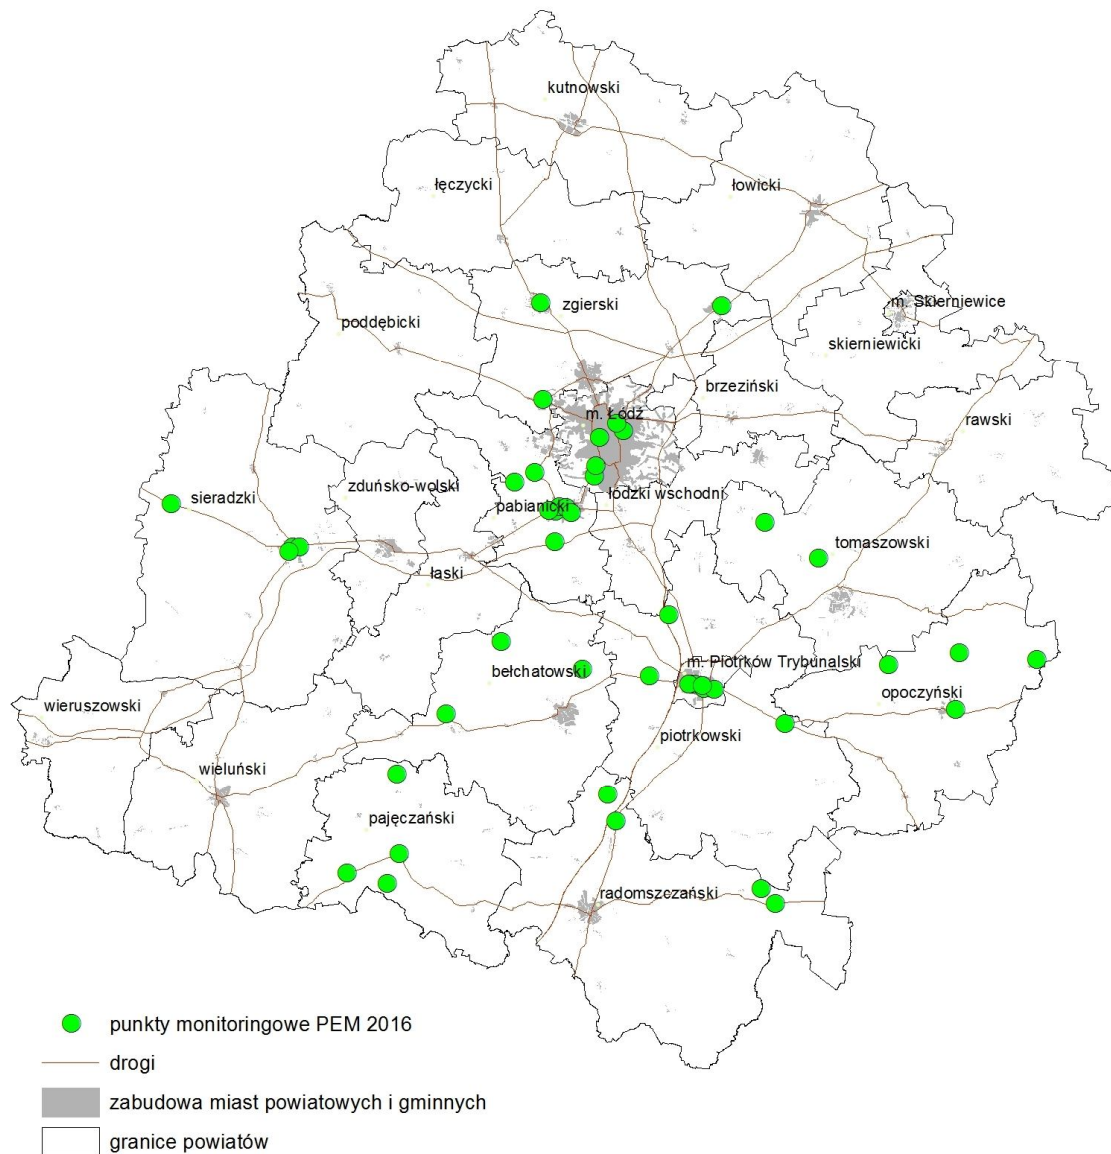 kutnowski
łęczycki
łowicki
zgierski
m. Skierniewice
poddębicki
skierniewicki
brzeziński
m. Łódź
rawski
zduńsko-wolski
sieradzki
łódzki wschodni
pabianicki
tomaszowski
łaski
m. Piotrków Trybunalski
bełchatowski
opoczyński
wieruszowski
piotrkowski
wieluński
pajęczański
radomszczański
punkty monitoringowe PEM 2016
drogi
zabudowa miast powiatowych i gminnych
granice powiatów